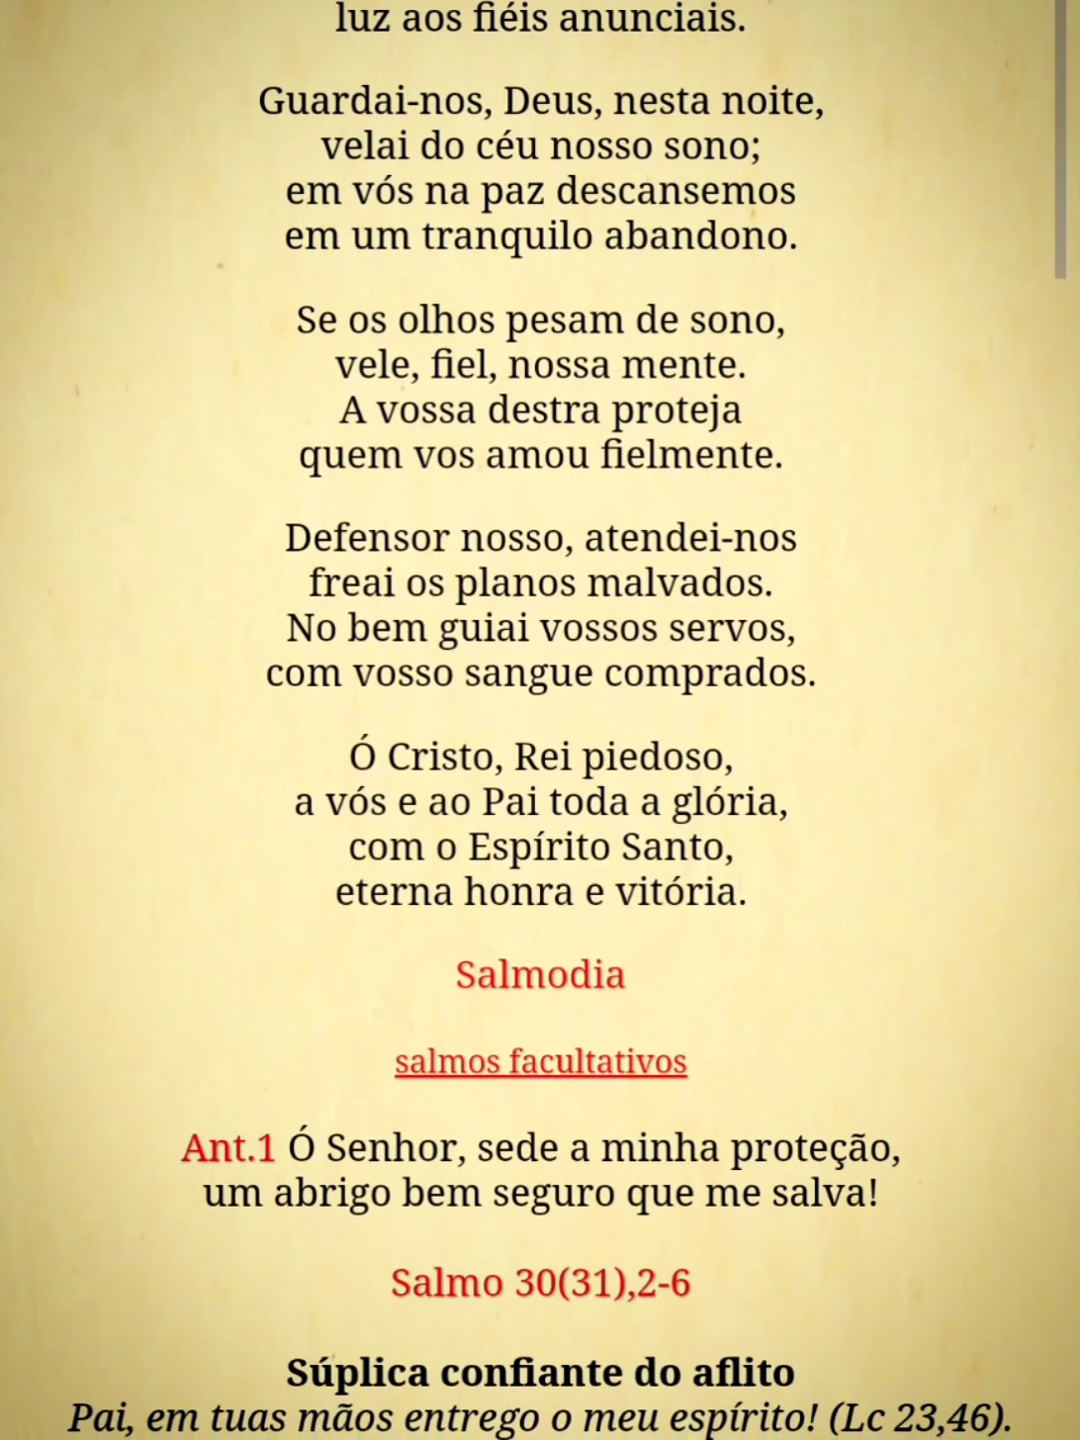 luz aos fiéis anunciais.
Guardai-nos, Deus, nesta noite,
velai do céu nosso sono;
em vós na paz descansemos
em um tranquilo abandono.
Se os olhos pesam de sono,
vele, fiel, nossa mente.
A vossa destra proteja
quem vos amou fielmente.
Defensor nosso, atendei-nos
freai os planos malvados.
No bem guiai vossos servos,
com vosso sangue comprados.
Ó Cristo, Rei piedoso,
a vós e ao Pai toda a glória,
com o Espírito Santo,
eterna honra e vitória.
Salmodia
salmos facultativos
Ant.1 Ó Senhor, sede a minha proteção,
um abrigo bem seguro que me salva!
Salmo 30(31),2-6
Súplica confiante do aflito
Pai, em tuas mãos entrego o meu espírito! (Lc 23,46).